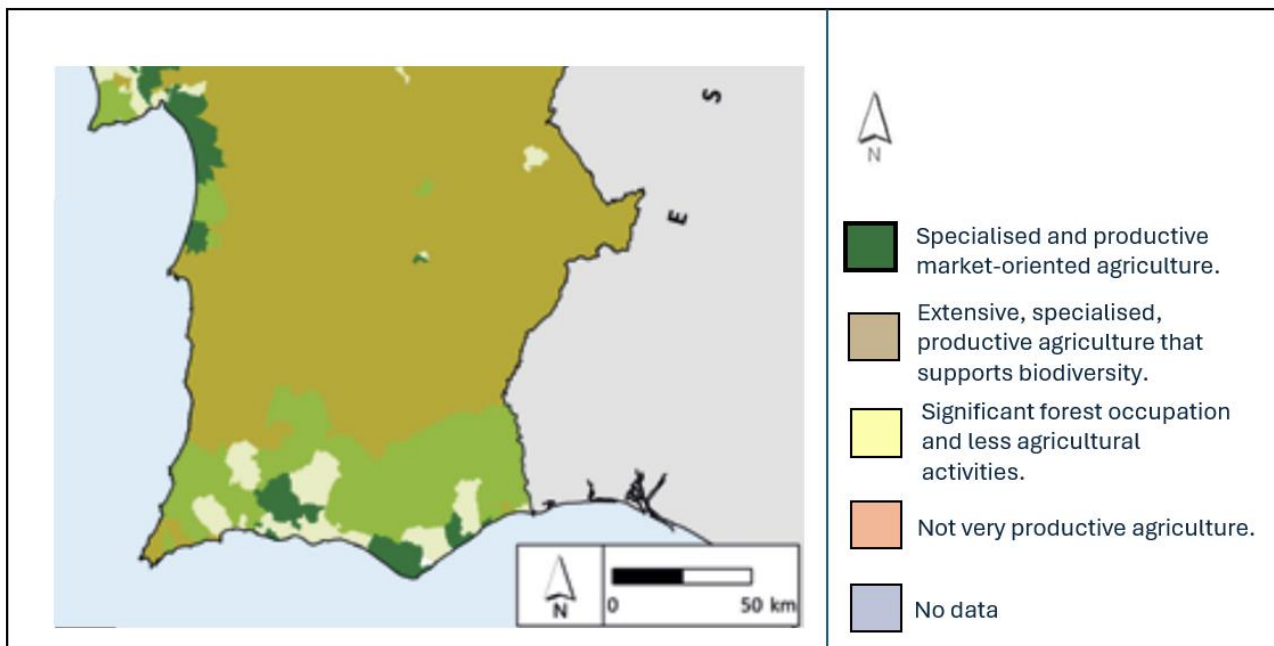 S
E
N
0
50 km
N
Specialised and productive
market-oriented agriculture.
Extensive, specialised,
productive agriculture that
supports biodiversity.
Significant forest occupation
and less agricultural
activities.
Not very productive agriculture.
No data